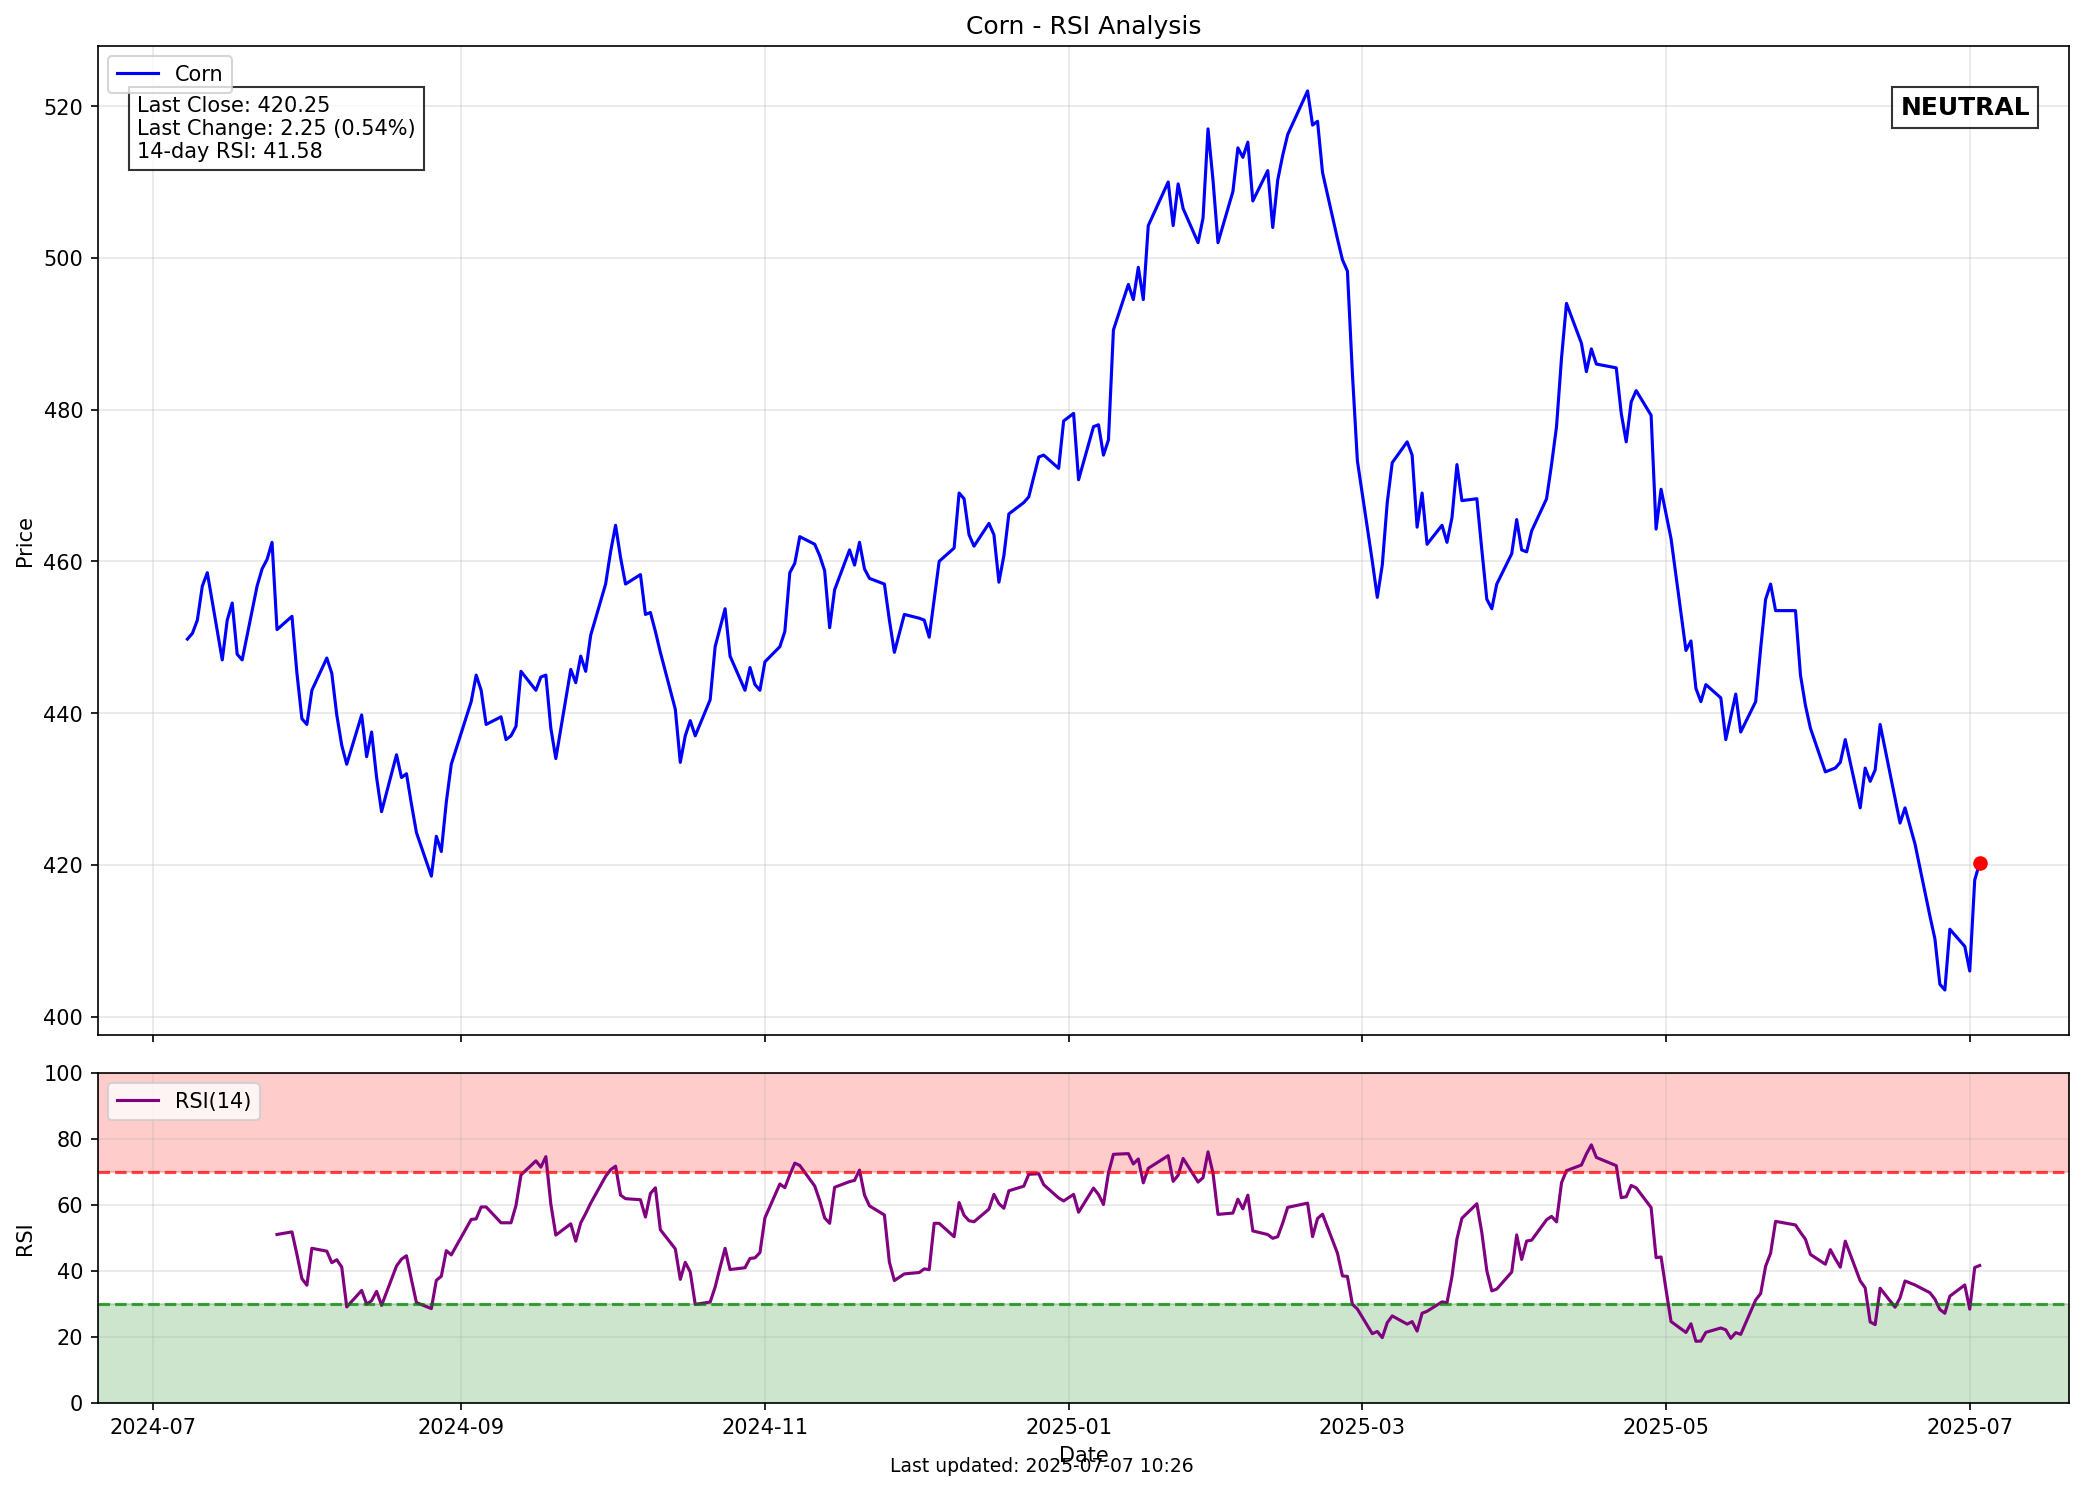 Corn - RSI Analysis
Corn
Last Close: 420.25
Last Change: 2.25 (0.54%)
14-day RSI: 41.58
NEUTRAL
520
500
480
460
440
420
400
Price
RSI(14)
100
80
60
40
20
0
RSI
2024-07 2024-09 2024-11 2025-01 2025-03 2025-05 2025-07
Date
Last updated: 2025-07-07 10:26